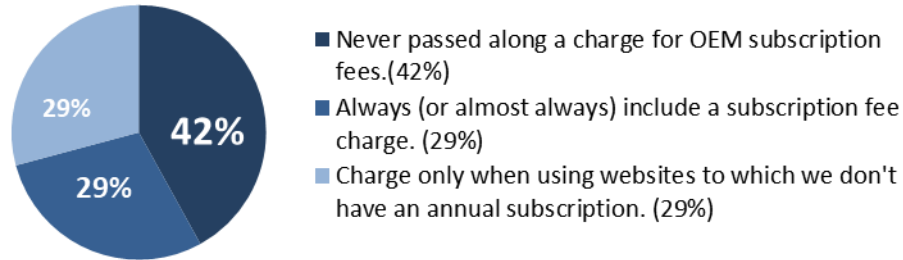 42%
29%
29%
Never passed along a charge for OEM subscription
fees.(42%)
Always (or almost always) include a subscription fee
charge. (29%)
Charge only when using websites to which we don't
have an annual subscription. (29%)